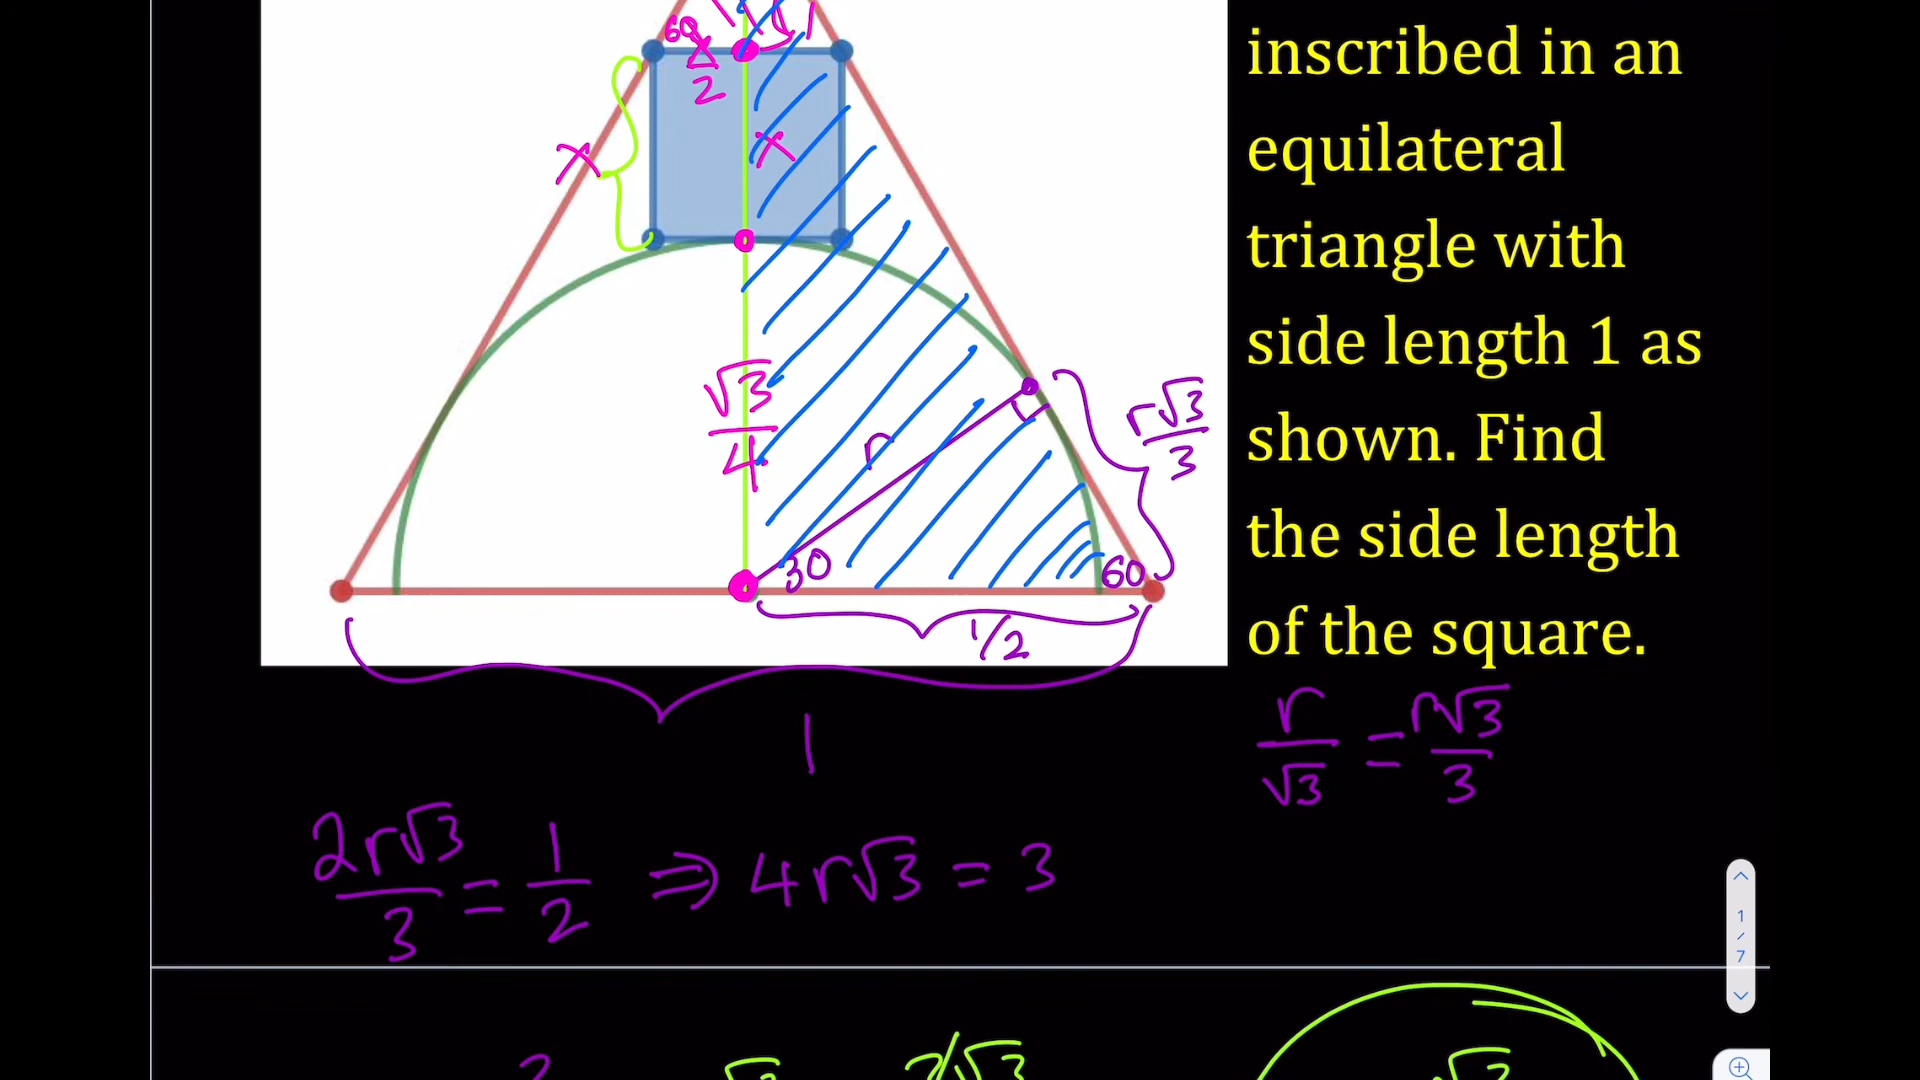 inscribed in an
equilateral
triangle with
side length 1 as
shown. Find
the side length
of the square.
60
x
2
x
x
√3
4
r
r√3
3
30
60
1/2
1
r/√3 = r√3/3
2r√3/3 = 1/2 ⇒ 4r√3 = 3
1
/
7